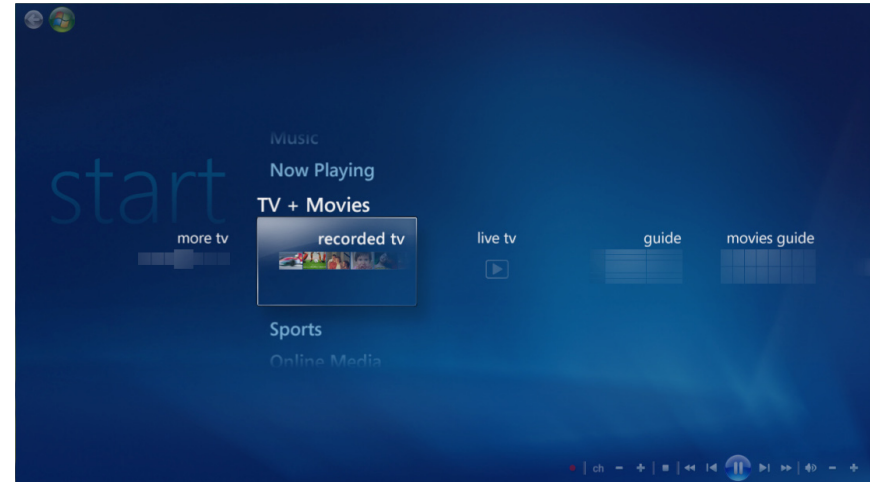 start
Music
Now Playing
TV + Movies
more tv
recorded tv
live tv
guide
movies guide
Sports
Online Media
ch